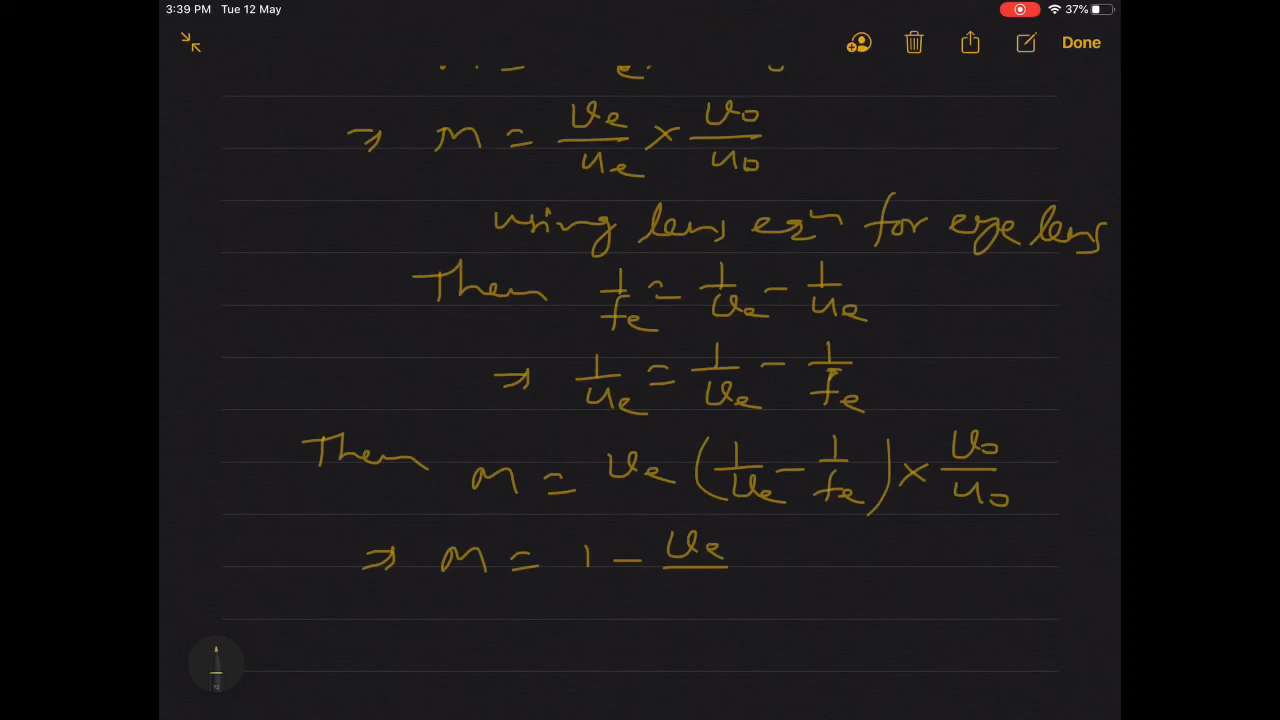 3:39 PM Tue 12 May 37%
Done
⇒ m = ve/ue × vo/uo
using lens eqn for eye lens
Then 1/fe = 1/ve - 1/ue
⇒ 1/ue = 1/ve - 1/fe
Then m = ve (1/ve - 1/fe) × vo/uo
⇒ m = 1 - ve